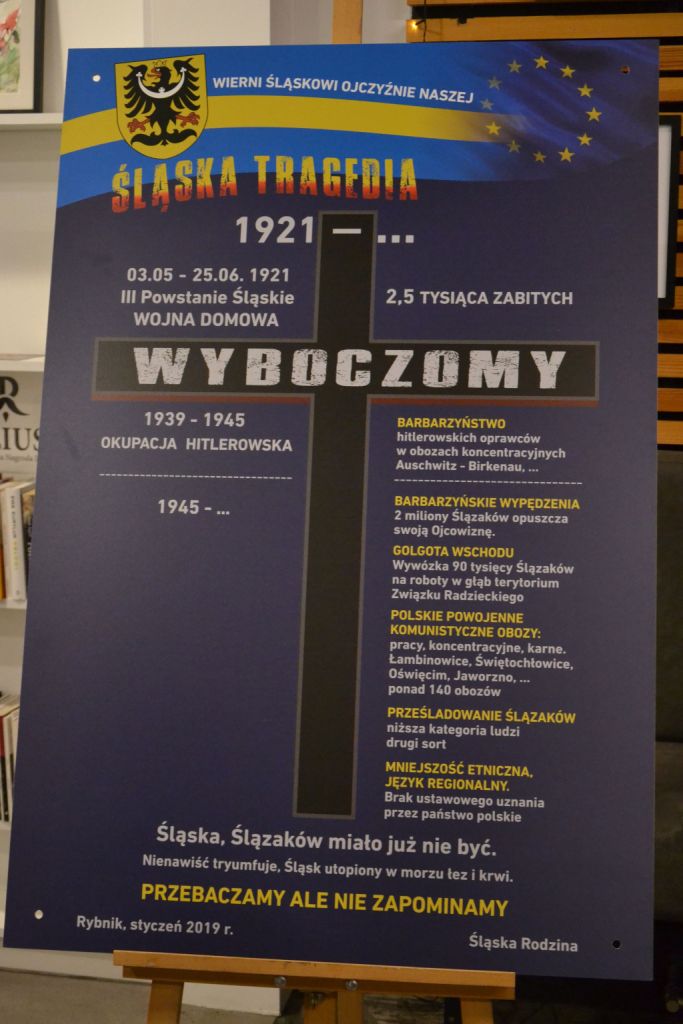 WIERNI ŚLĄSKOWI OJCZYŹNIE NASZEJ
ŚLĄSKA TRAGEDIA
1921 – ...
03.05 - 25.06. 1921
III Powstanie Śląskie
WOJNA DOMOWA
2,5 TYSIĄCA ZABITYCH
WYBOCZOMY
1939 - 1945
OKUPACJA HITLEROWSKA
1945 - ...
BARBARZYŃSTWO
hitlerowskich oprawców
w obozach koncentracyjnych
Auschwitz - Birkenau, ...
BARBARZYŃSKIE WYPĘDZENIA
2 miliony Ślązaków opuszcza
swoją Ojcowiznę.
GOLGOTA WSCHODU
Wywózka 90 tysięcy Ślązaków
na roboty w głąb terytorium
Związku Radzieckiego
POLSKIE POWOJENNE
KOMUNISTYCZNE OBOZY:
pracy, koncentracyjne, karne.
Łambinowice, Świętochłowice,
Oświęcim, Jaworzno, ...
ponad 140 obozów
PRZEŚLADOWANIE ŚLĄZAKÓW
niższa kategoria ludzi
drugi sort
MNIEJSZOŚĆ ETNICZNA,
JĘZYK REGIONALNY.
Brak ustawowego uznania
przez państwo polskie
Śląska, Ślązaków miało już nie być.
Nienawiść tryumfuje, Śląsk utopiony w morzu łez i krwi.
PRZEBACZAMY ALE NIE ZAPOMINAMY
Rybnik, styczeń 2019 r.
Śląska Rodzina